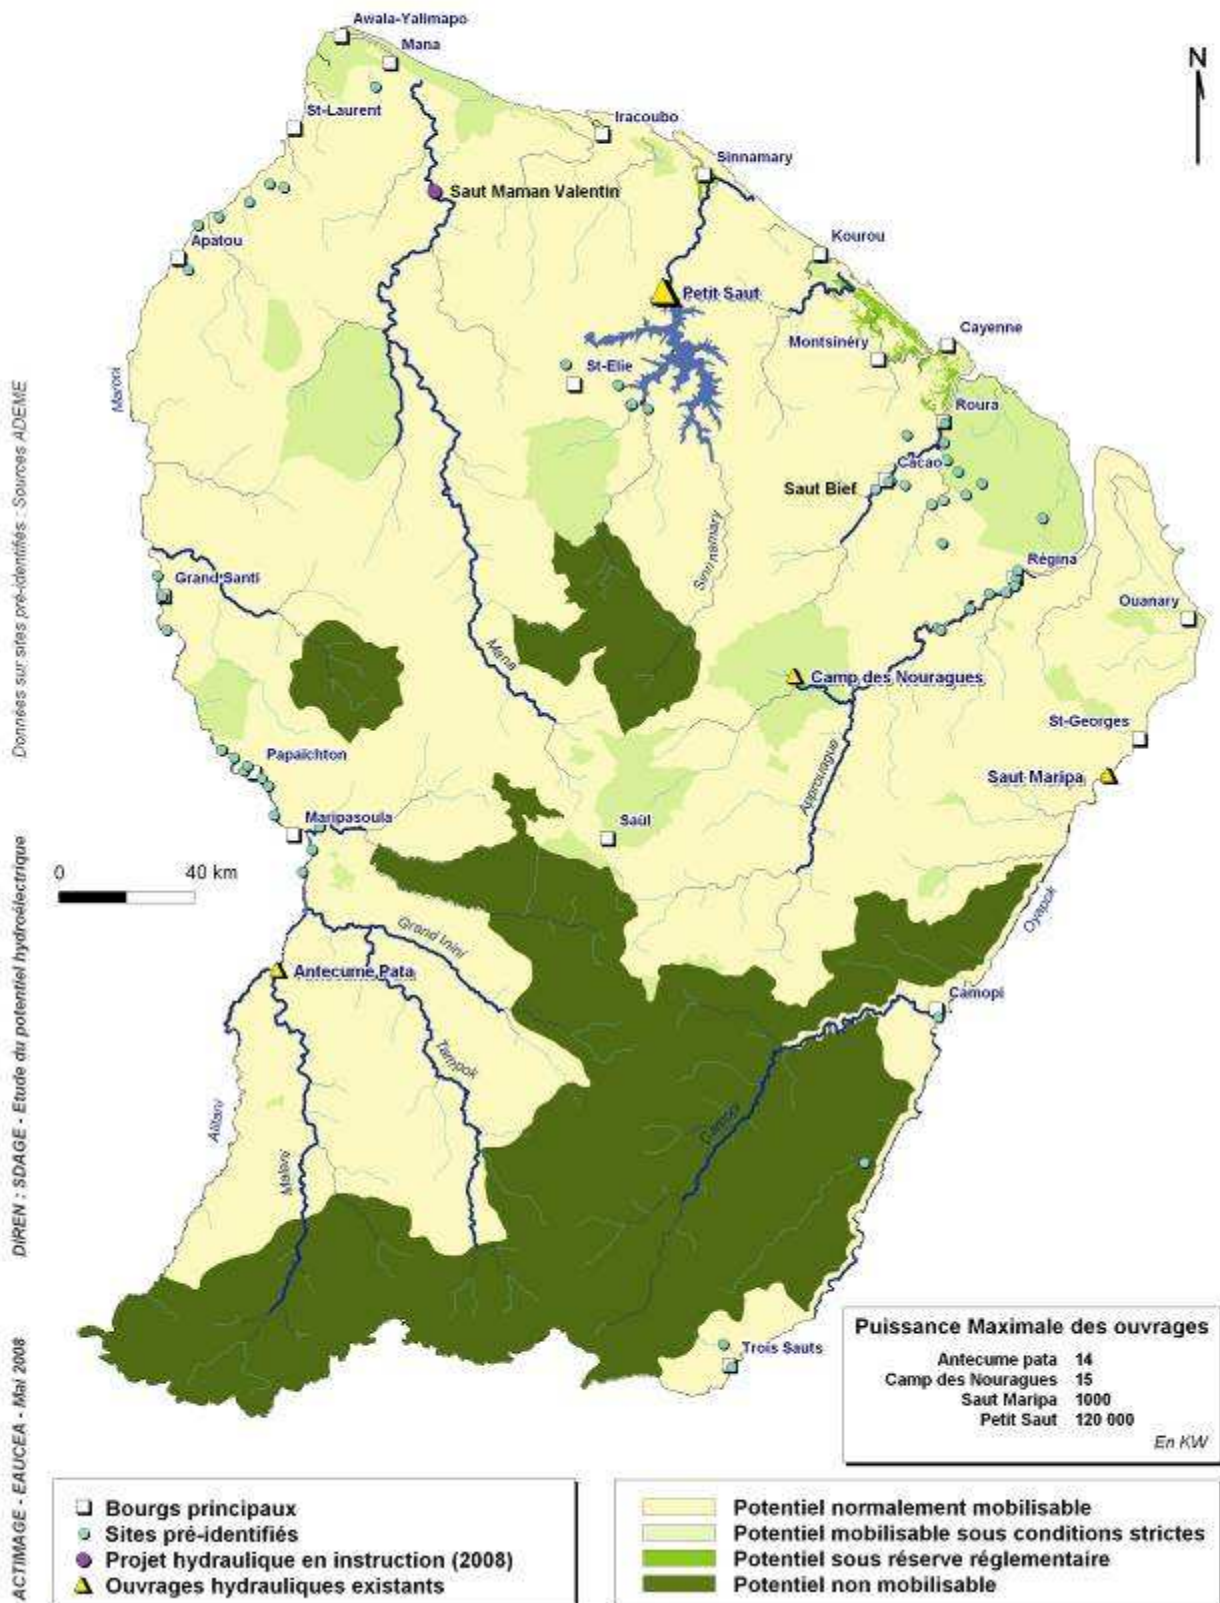 Awala-Yalimapo
Mana
N
St-Laurent
Iracoubo
Sinnamary
Saut Maman Valentin
Apatou
Kourou
Petit Saut
Cayenne
Montsinéry
St-Elie
Maroni
Roura
Cacao
Saut Bief
Sinnnamary
Régina
Grand Santi
Ouanary
Mana
Camp des Nouragues
St-Georges
Papaïchton
Saut Maripa
Approuague
Maripasoula
Saül
0 40 km
Oyapok
Grand Inini
Antecume Pata
Camopi
Tampok
Alitani
Camopi
Malani
Trois Sauts
Données sur sites pré-identifiés : Sources ADEME
DIREN : SDAGE - Etude du potentiel hydroélectrique
ACTIMAGE - EAUCEA - Mai 2008
Puissance Maximale des ouvrages
Antecume pata 14
Camp des Nouragues 15
Saut Maripa 1000
Petit Saut 120 000
En KW
Bourgs principaux
Sites pré-identifiés
Projet hydraulique en instruction (2008)
Ouvrages hydrauliques existants
Potentiel normalement mobilisable
Potentiel mobilisable sous conditions strictes
Potentiel sous réserve réglementaire
Potentiel non mobilisable